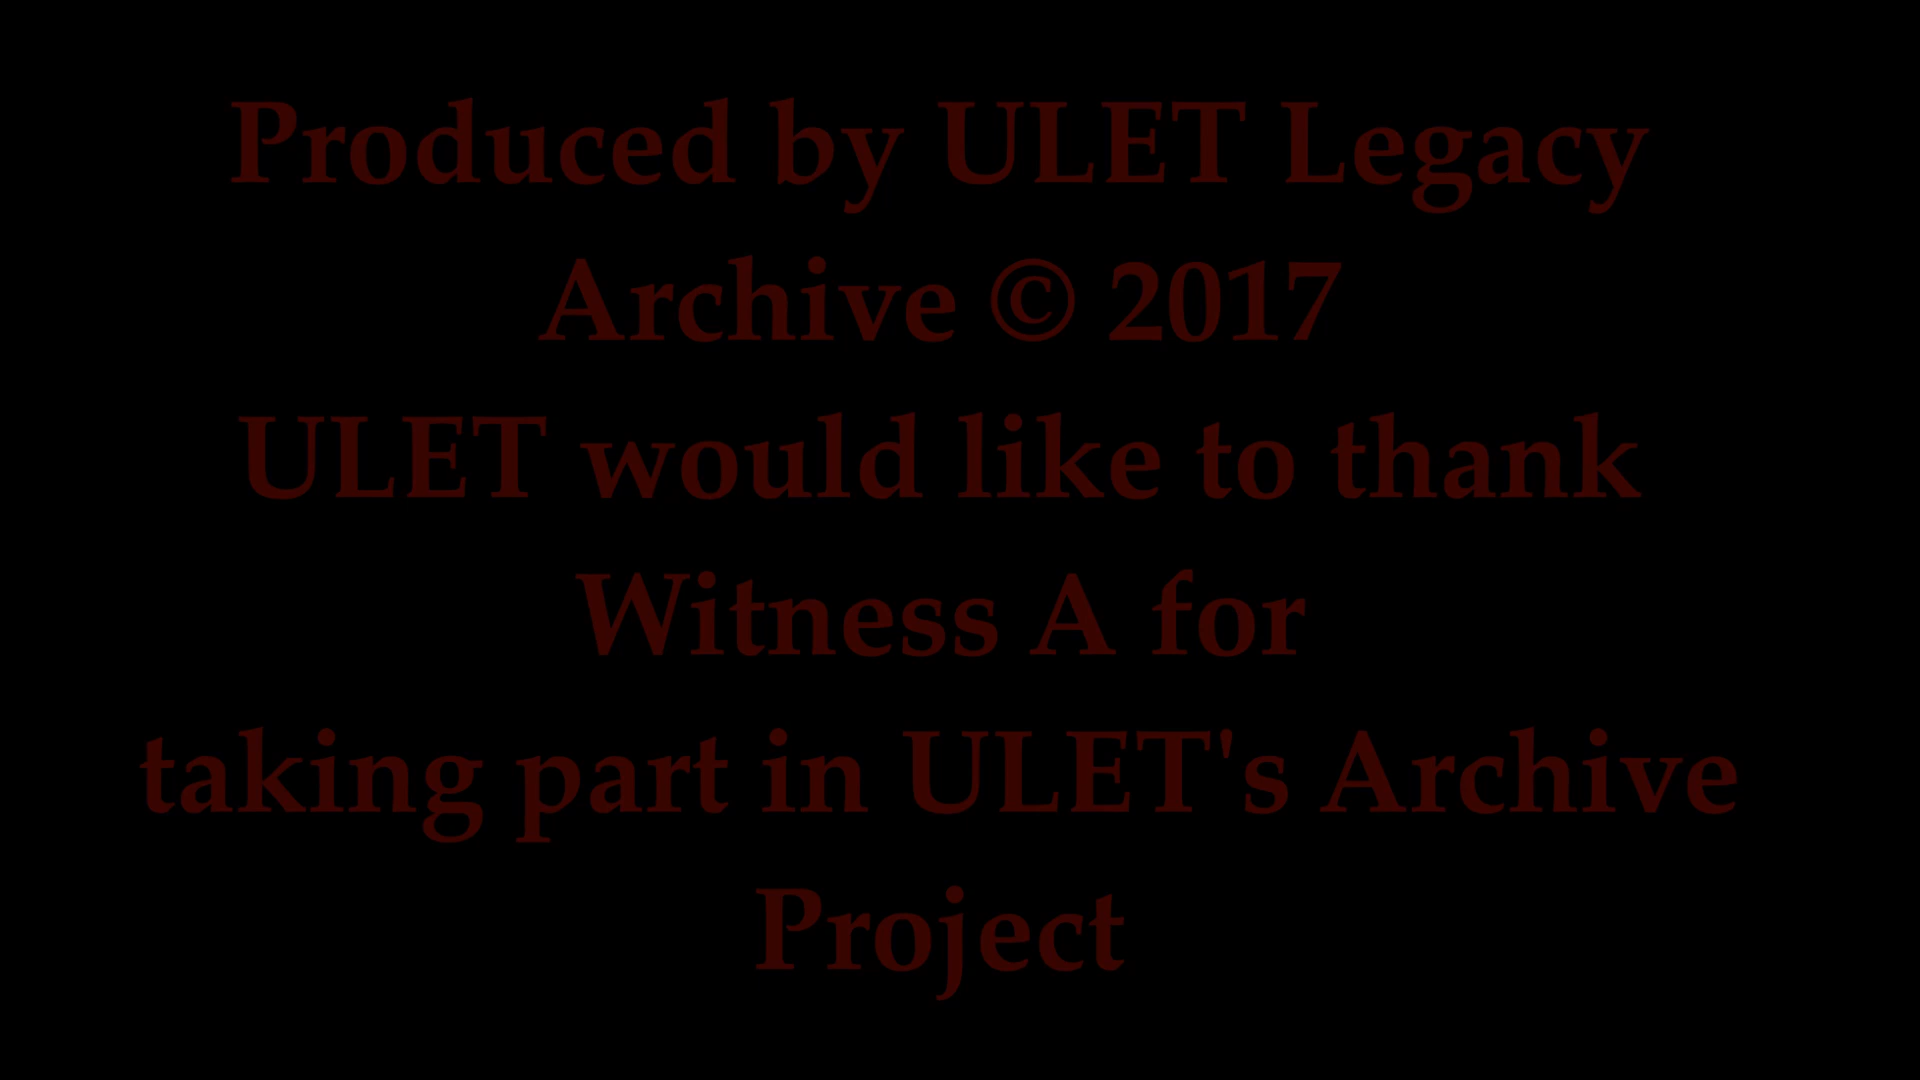 Produced by ULET Legacy
Archive © 2017
ULET would like to thank
Witness A for
taking part in ULET's Archive
Project